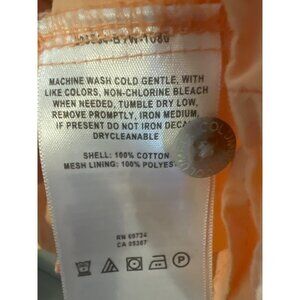 MACHINE WASH COLD GENTLE, WITH
LIKE COLORS, NON-CHLORINE BLEACH
WHEN NEEDED, TUMBLE DRY LOW,
REMOVE PROMPTLY, IRON MEDIUM,
IF PRESENT DO NOT IRON DECAL
DRYCLEANABLE
SHELL: 100% COTTON
MESH LINING: 100% POLYES
RN 69724
CA 05367